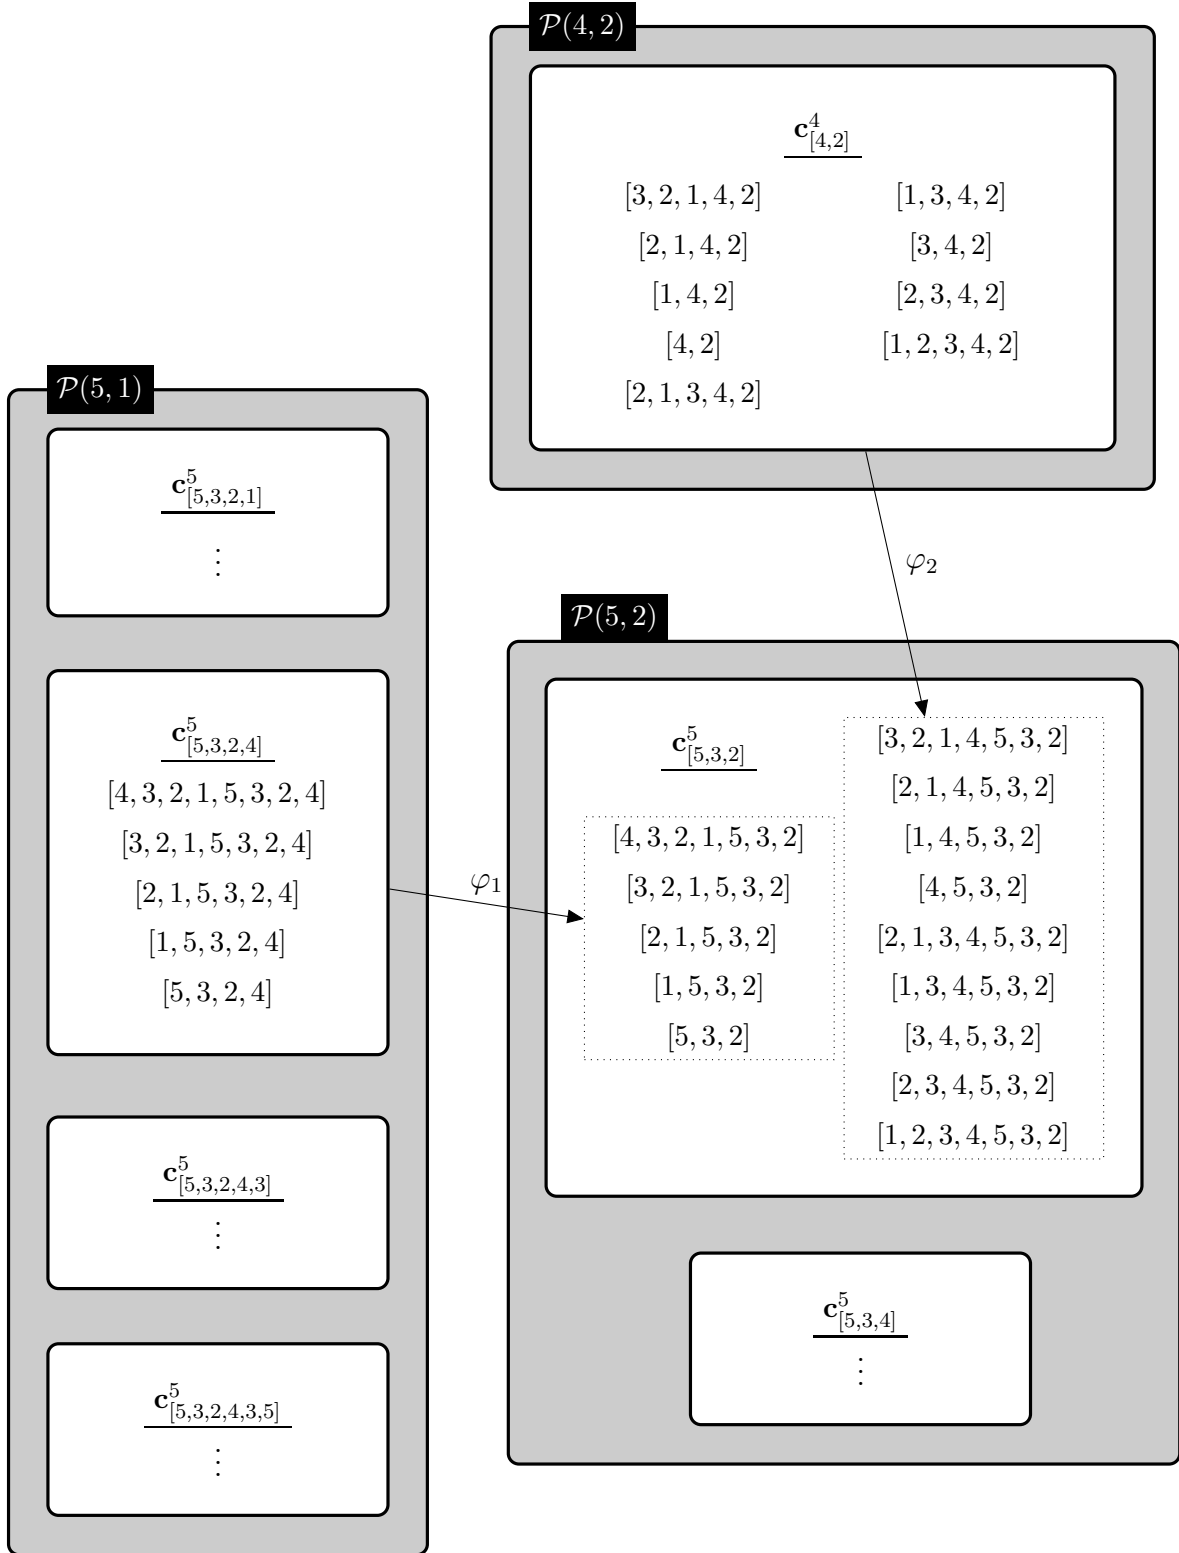 𝒫(4, 2)
c^4_{[4,2]}
[3, 2, 1, 4, 2]
[2, 1, 4, 2]
[1, 4, 2]
[4, 2]
[2, 1, 3, 4, 2]
[1, 3, 4, 2]
[3, 4, 2]
[2, 3, 4, 2]
[1, 2, 3, 4, 2]
φ_2
𝒫(5, 1)
c^5_{[5,3,2,1]}
⋮
c^5_{[5,3,2,4]}
[4, 3, 2, 1, 5, 3, 2, 4]
[3, 2, 1, 5, 3, 2, 4]
[2, 1, 5, 3, 2, 4]
[1, 5, 3, 2, 4]
[5, 3, 2, 4]
c^5_{[5,3,2,4,3]}
⋮
c^5_{[5,3,2,4,3,5]}
⋮
φ_1
𝒫(5, 2)
c^5_{[5,3,2]}
[4, 3, 2, 1, 5, 3, 2]
[3, 2, 1, 5, 3, 2]
[2, 1, 5, 3, 2]
[1, 5, 3, 2]
[5, 3, 2]
[3, 2, 1, 4, 5, 3, 2]
[2, 1, 4, 5, 3, 2]
[1, 4, 5, 3, 2]
[4, 5, 3, 2]
[2, 1, 3, 4, 5, 3, 2]
[1, 3, 4, 5, 3, 2]
[3, 4, 5, 3, 2]
[2, 3, 4, 5, 3, 2]
[1, 2, 3, 4, 5, 3, 2]
c^5_{[5,3,4]}
⋮